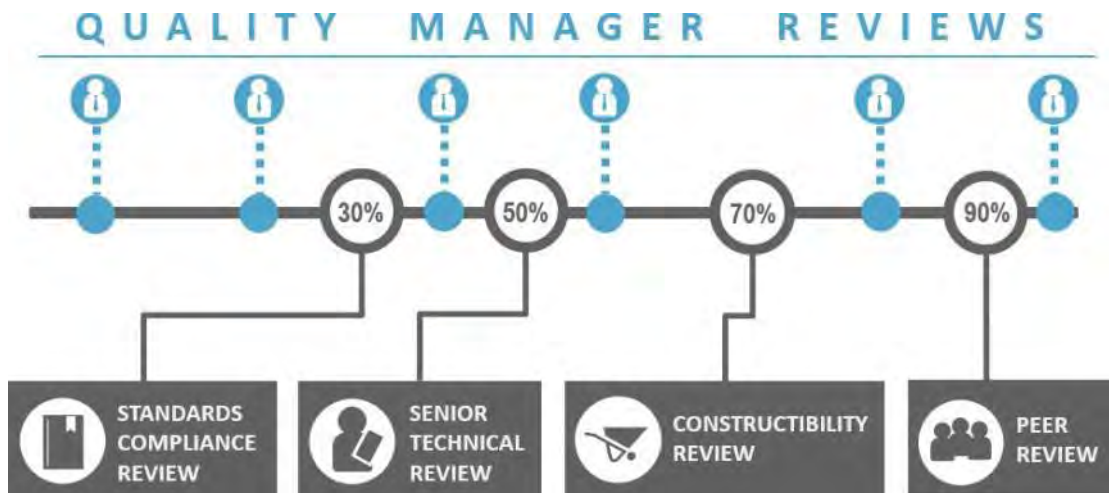 QUALITY MANAGER REVIEWS
30%
50%
70%
90%
STANDARDS
COMPLIANCE
REVIEW
SENIOR
TECHNICAL
REVIEW
CONSTRUCTIBILITY
REVIEW
PEER
REVIEW